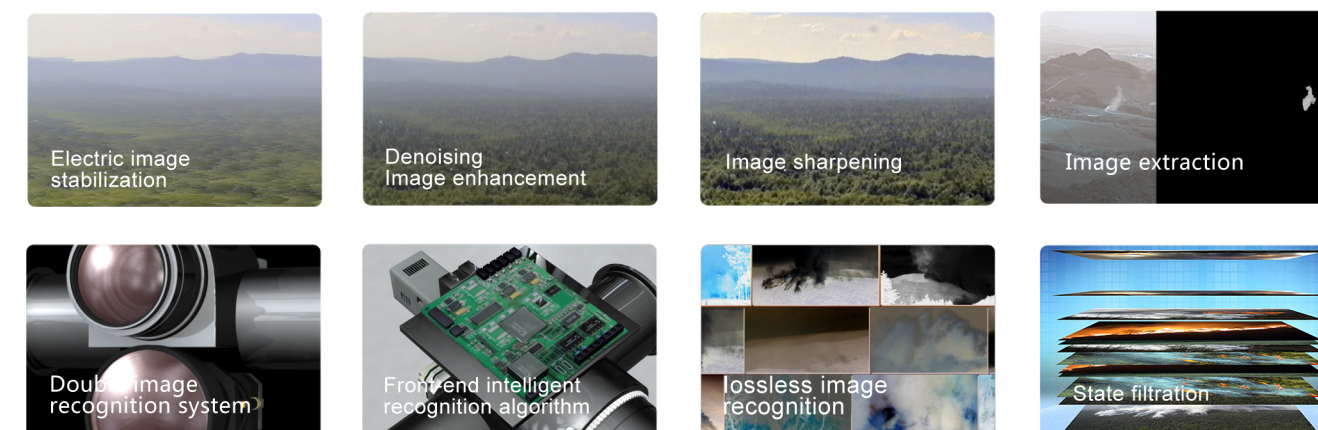 Electric image
stabilization
Denoising
Image enhancement
Image sharpening
Image extraction
Double image
recognition system
Front-end intelligent
recognition algorithm
lossless image
recognition
State filtration